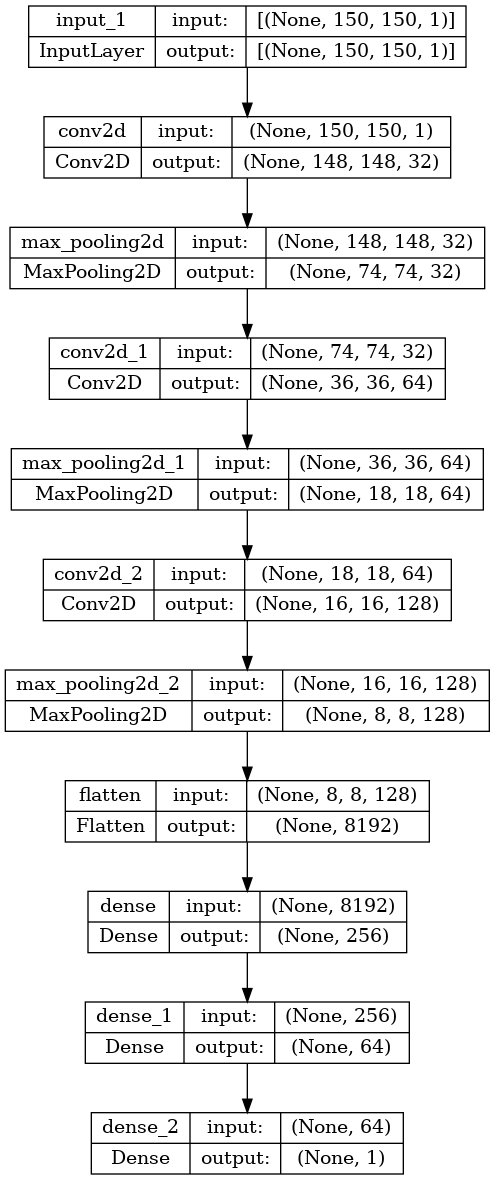 input_1 input: [(None, 150, 150, 1)]
InputLayer output: [(None, 150, 150, 1)]
conv2d input: (None, 150, 150, 1)
Conv2D output: (None, 148, 148, 32)
max_pooling2d input: (None, 148, 148, 32)
MaxPooling2D output: (None, 74, 74, 32)
conv2d_1 input: (None, 74, 74, 32)
Conv2D output: (None, 36, 36, 64)
max_pooling2d_1 input: (None, 36, 36, 64)
MaxPooling2D output: (None, 18, 18, 64)
conv2d_2 input: (None, 18, 18, 64)
Conv2D output: (None, 16, 16, 128)
max_pooling2d_2 input: (None, 16, 16, 128)
MaxPooling2D output: (None, 8, 8, 128)
flatten input: (None, 8, 8, 128)
Flatten output: (None, 8192)
dense input: (None, 8192)
Dense output: (None, 256)
dense_1 input: (None, 256)
Dense output: (None, 64)
dense_2 input: (None, 64)
Dense output: (None, 1)